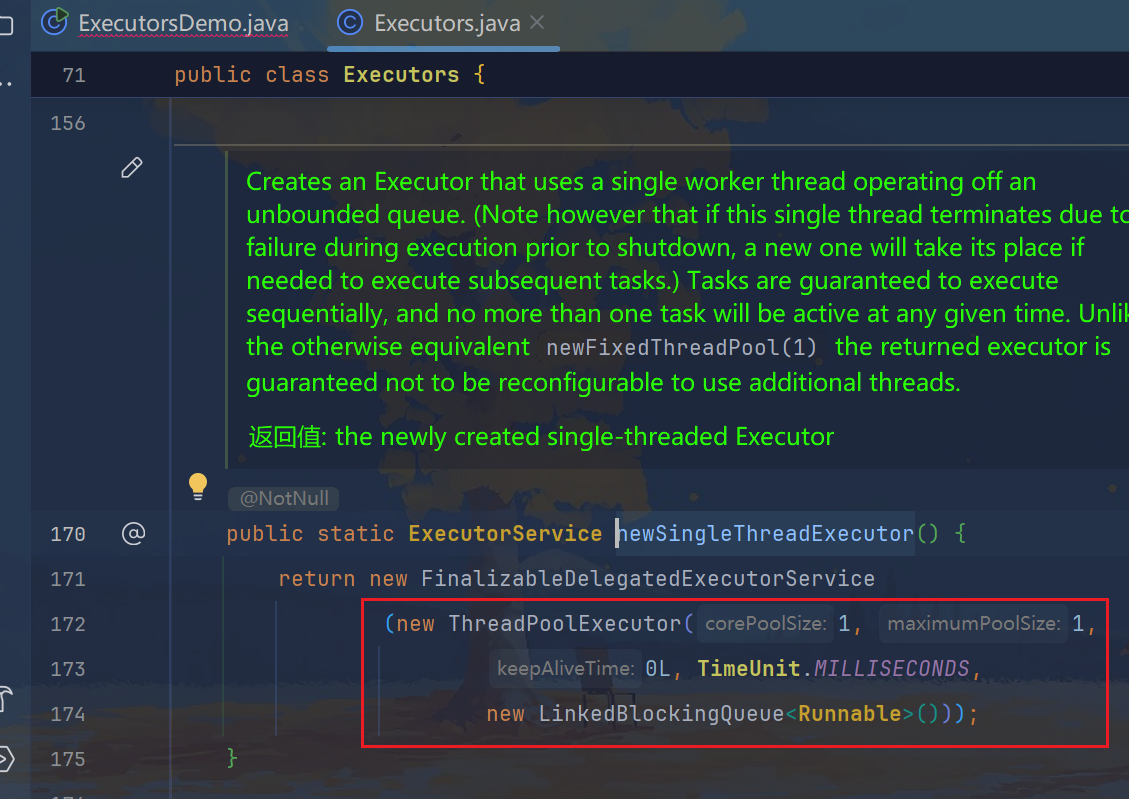 ExecutorsDemo.java Executors.java
71 public class Executors {
156
Creates an Executor that uses a single worker thread operating off an
unbounded queue. (Note however that if this single thread terminates due to
failure during execution prior to shutdown, a new one will take its place if
needed to execute subsequent tasks.) Tasks are guaranteed to execute
sequentially, and no more than one task will be active at any given time.
the otherwise equivalent newFixedThreadPool(1) the returned executor is
guaranteed not to be reconfigurable to use additional threads.
返回值: the newly created single-threaded Executor
@NotNull
170 @ public static ExecutorService newSingleThreadExecutor() {
171 return new FinalizableDelegatedExecutorService
172 (new ThreadPoolExecutor( corePoolSize: 1, maximumPoolSize: 1,
173 keepAliveTime: 0L, TimeUnit.MILLISECONDS,
174 new LinkedBlockingQueue<Runnable>()));
175 }